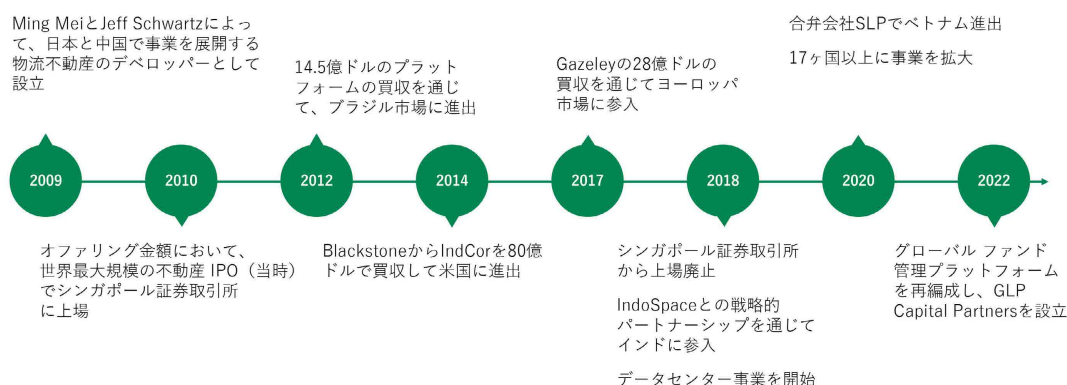 Ming MeiとJeff Schwartzによっ
て、日本と中国で事業を展開する
物流不動産のデベロッパーとして
設立
14.5億ドルのプラット
フォームの買収を通じ
て、ブラジル市場に進出
Gazeleyの28億ドルの
買収を通じてヨーロッパ
市場に参入
合弁会社SLPでベトナム進出
17ヶ国以上に事業を拡大
2009
2010
2012
2014
2017
2018
2020
2022
オファリング金額において、
世界最大規模の不動産 IPO（当時）
でシンガポール証券取引所
に上場
BlackstoneからIndCorを80億
ドルで買収して米国に進出
シンガポール証券取引所
から上場廃止
IndoSpaceとの戦略的
パートナーシップを通じて
インドに参入
データセンター事業を開始
グローバル ファンド
管理プラットフォーム
を再編成し、GLP
Capital Partnersを設立